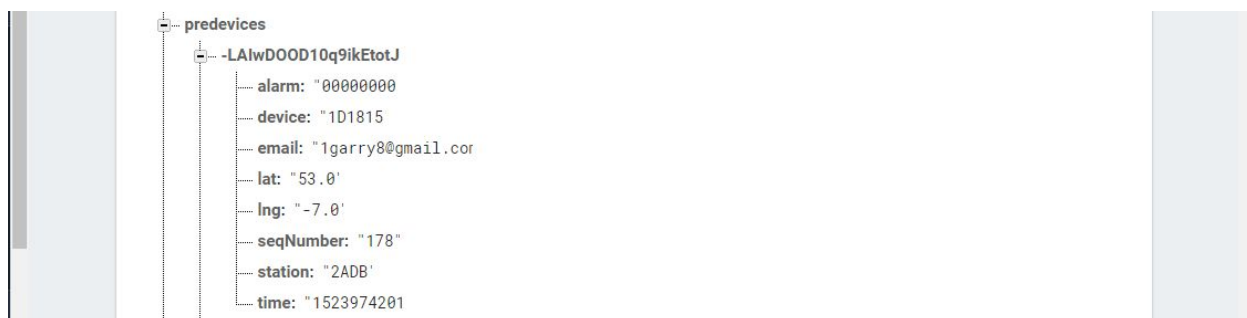 predevices
-LAIwDOOD10q9ikEtotJ
alarm: "00000000
device: "1D1815
email: "1garry8@gmail.cor
lat: "53.0'
lng: "-7.0'
seqNumber: "178"
station: "2ADB'
time: "1523974201